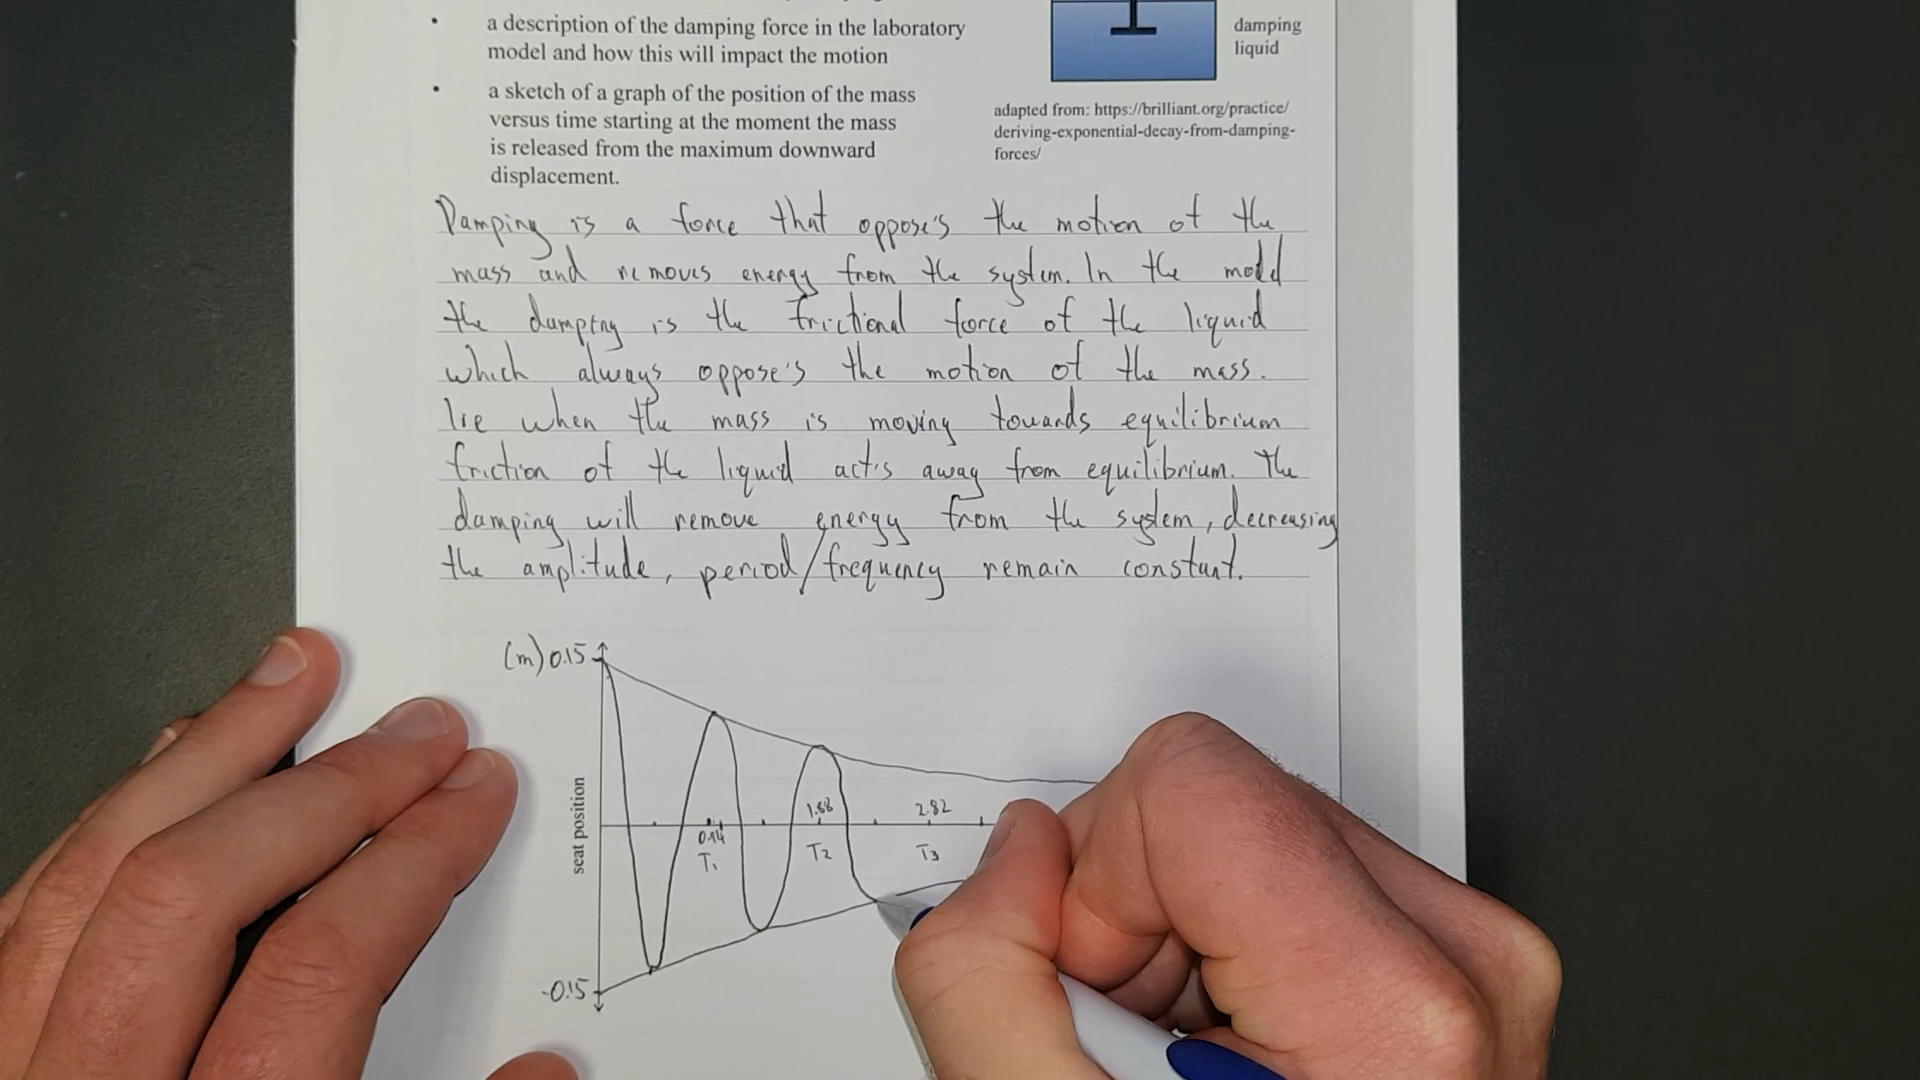 • a description of the damping force in the laboratory
model and how this will impact the motion
• a sketch of a graph of the position of the mass
versus time starting at the moment the mass
is released from the maximum downward
displacement.
damping
liquid
adapted from: https://brilliant.org/practice/
deriving-exponential-decay-from-damping-
forces/
Damping is a force that oppose's the motion of the
mass and removes energy from the system. In the model
the dampeng is the frictional force of the liquid
which always oppose's the motion of the mass.
Ire when the mass is moving towards equilibrium
friction of the liquid act's away from equilibrium. The
damping will remove energy from the system, decreasing
the amplitude, period/frequency remain constant.
(m) 0.15
seat position
0.94
T1
1.88
T2
2.82
T3
-0.15